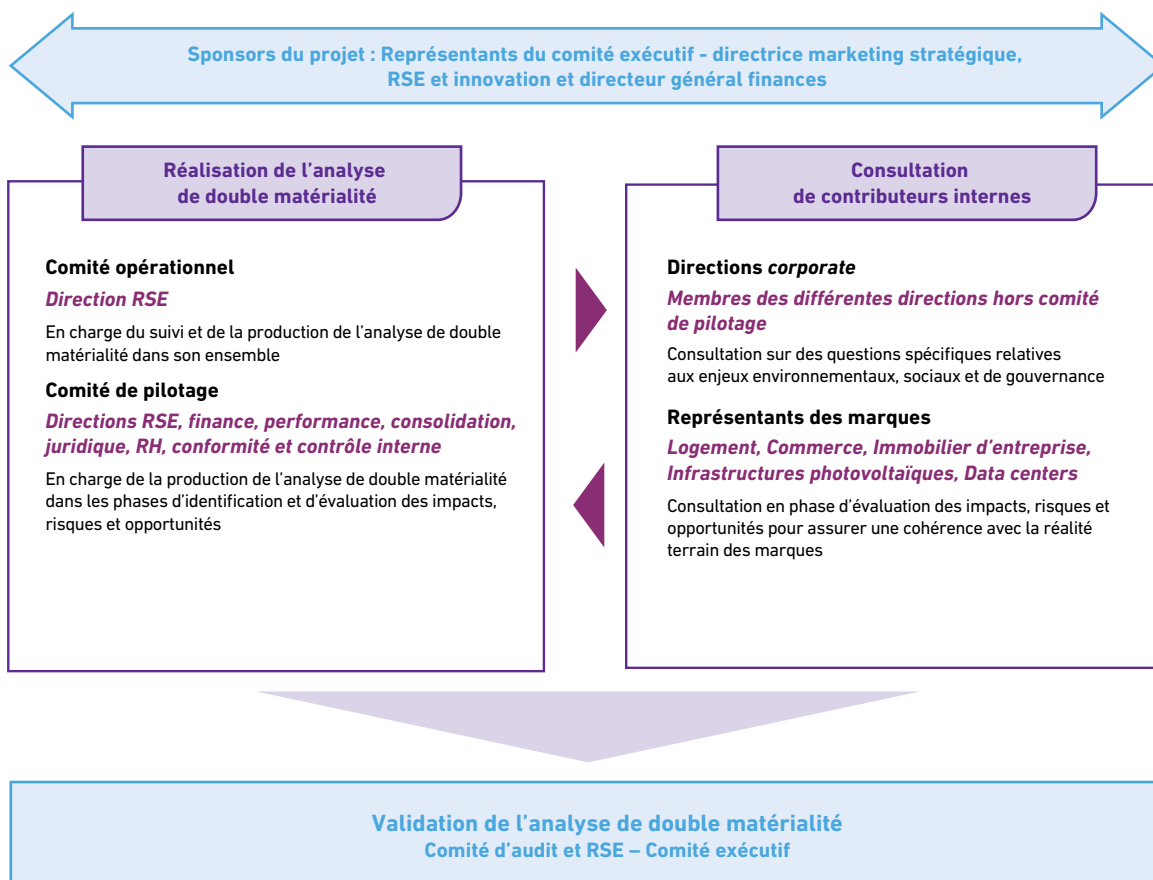 Sponsors du projet : Représentants du comité exécutif - directrice marketing stratégique,
RSE et innovation et directeur général finances
Réalisation de l’analyse
de double matérialité
Comité opérationnel
Direction RSE
En charge du suivi et de la production de l’analyse de double
matérialité dans son ensemble
Comité de pilotage
Directions RSE, finance, performance, consolidation,
juridique, RH, conformité et contrôle interne
En charge de la production de l’analyse de double matérialité
dans les phases d’identification et d’évaluation des impacts,
risques et opportunités
Consultation
de contributeurs internes
Directions corporate
Membres des différentes directions hors comité
de pilotage
Consultation sur des questions spécifiques relatives
aux enjeux environnementaux, sociaux et de gouvernance
Représentants des marques
Logement, Commerce, Immobilier d’entreprise,
Infrastructures photovoltaïques, Data centers
Consultation en phase d’évaluation des impacts, risques et
opportunités pour assurer une cohérence avec la réalité
terrain des marques
Validation de l’analyse de double matérialité
Comité d’audit et RSE – Comité exécutif